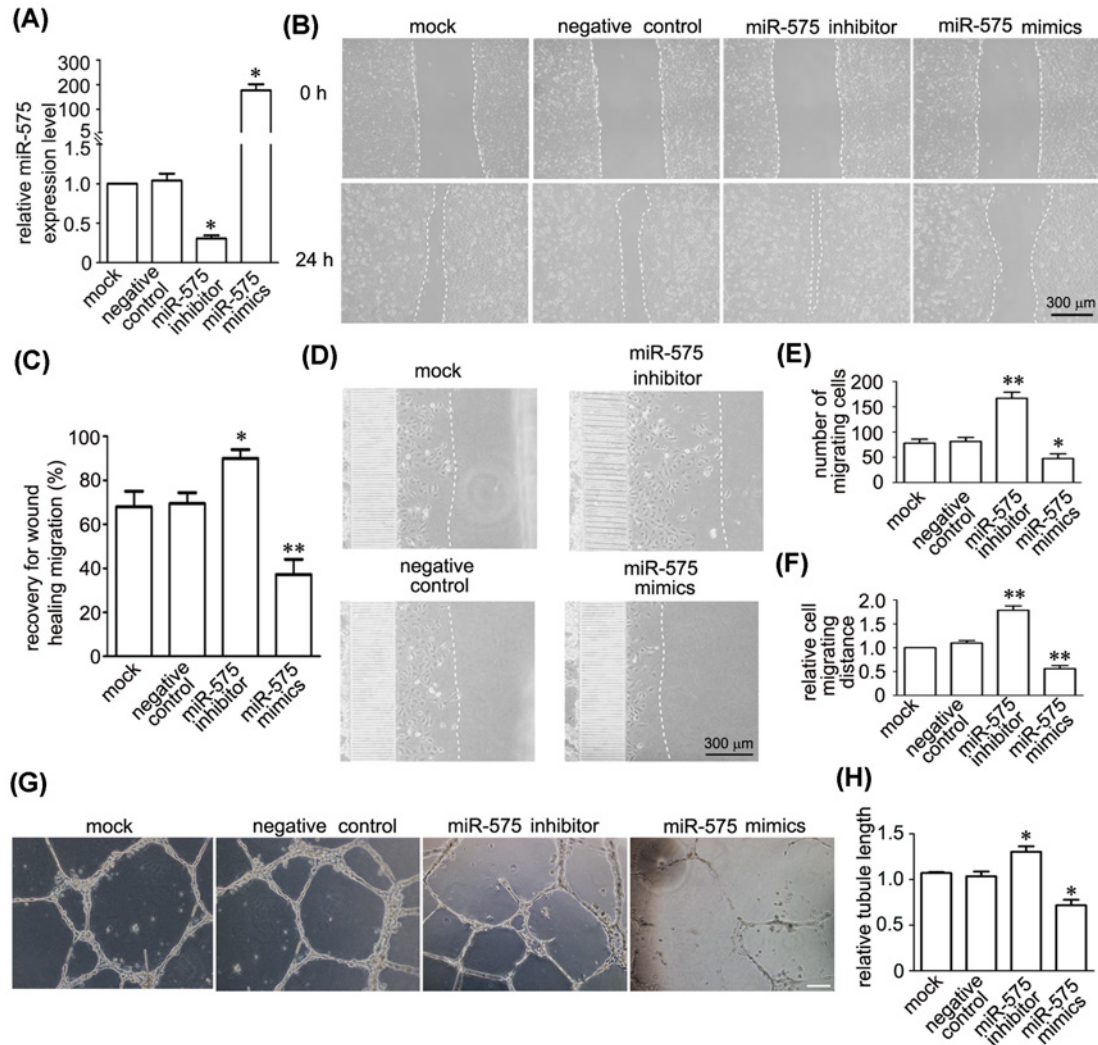 (A)
relative miR-575
expression level
300
200
100
5
1.5
1.0
0.5
0
*
*
mock
negative
control
miR-575
inhibitor
miR-575
mimics
(B)
mock
negative control
miR-575 inhibitor
miR-575 mimics
0 h
24 h
300 μm
(C)
recovery for wound
healing migration (%)
100
80
60
40
20
0
*
**
mock
negative
control
miR-575
inhibitor
miR-575
mimics
(D)
mock
miR-575
inhibitor
negative
control
miR-575
mimics
300 μm
(E)
number of
migrating cells
200
150
100
50
0
**
*
mock
negative
control
miR-575
inhibitor
miR-575
mimics
(F)
relative cell
migrating
distance
2.0
1.5
1.0
0.5
0
**
**
mock
negative
control
miR-575
inhibitor
miR-575
mimics
(G)
mock
negative control
miR-575 inhibitor
miR-575 mimics
(H)
relative tubule length
1.5
1.0
0.5
0
*
*
mock
negative
control
miR-575
inhibitor
miR-575
mimics